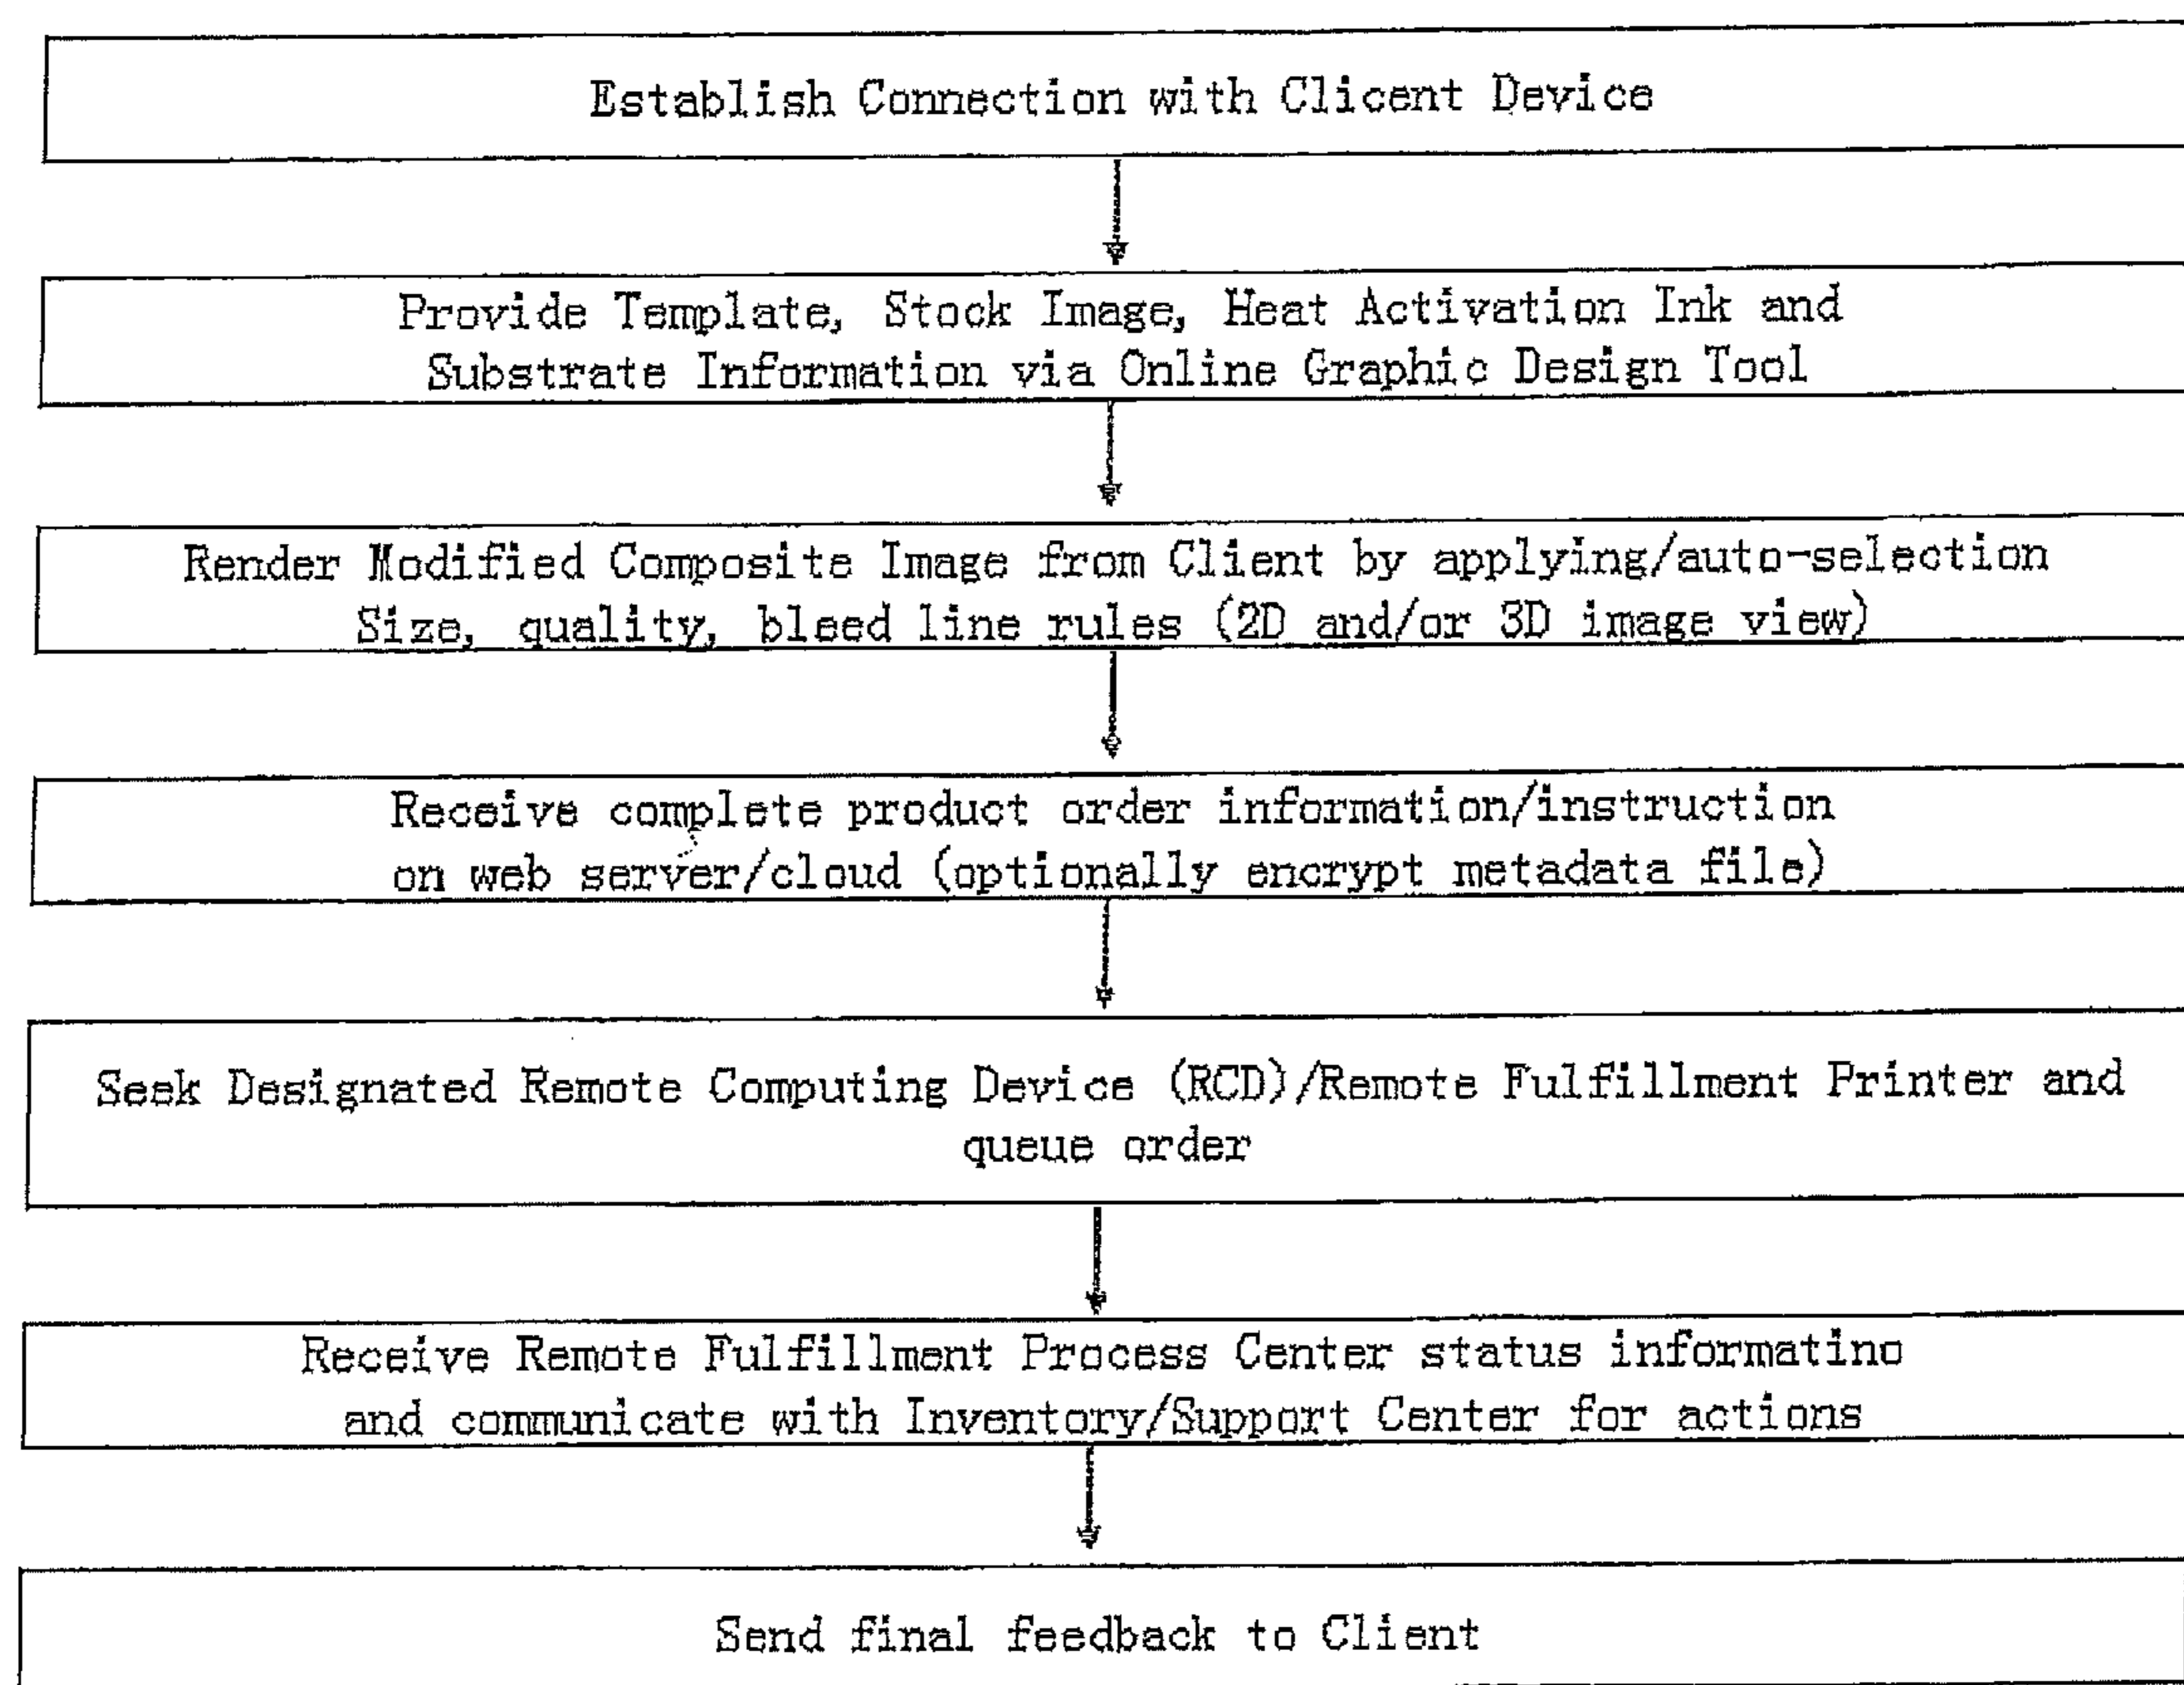 Establish Connection with Clicent Device
Provide Template, Stock Image, Heat Activation Ink and
Substrate Information via Online Graphic Design Tool
Render Modified Composite Image from Client by applying/auto-selection
Size, quality, bleed line rules (2D and/or 3D image view)
Receive complete product order information/instruction
on web server/cloud (optionally encrypt metadata file)
Seek Designated Remote Computing Device (RCD)/Remote Fulfillment Printer and
queue order
Receive Remote Fulfillment Process Center status informatino
and communicate with Inventory/Support Center for actions
Send final feedback to Client